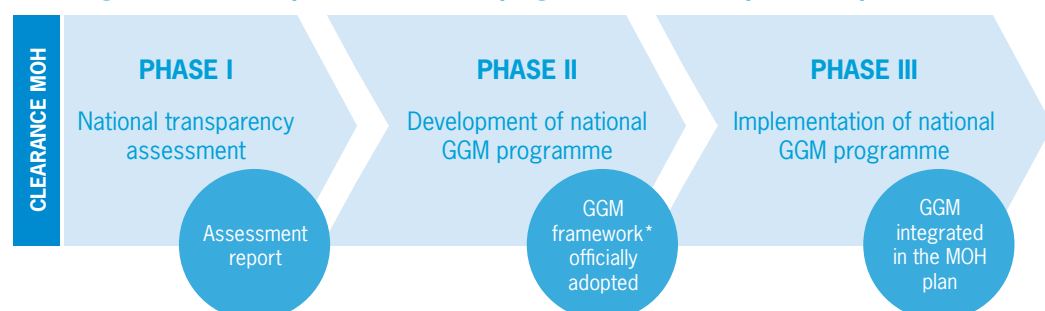 CLEARANCE MOH
PHASE I
National transparency
assessment
Assessment
report
PHASE II
Development of national
GGM programme
GGM
framework*
officially
adopted
PHASE III
Implementation of national
GGM programme
GGM
integrated
in the MOH
plan